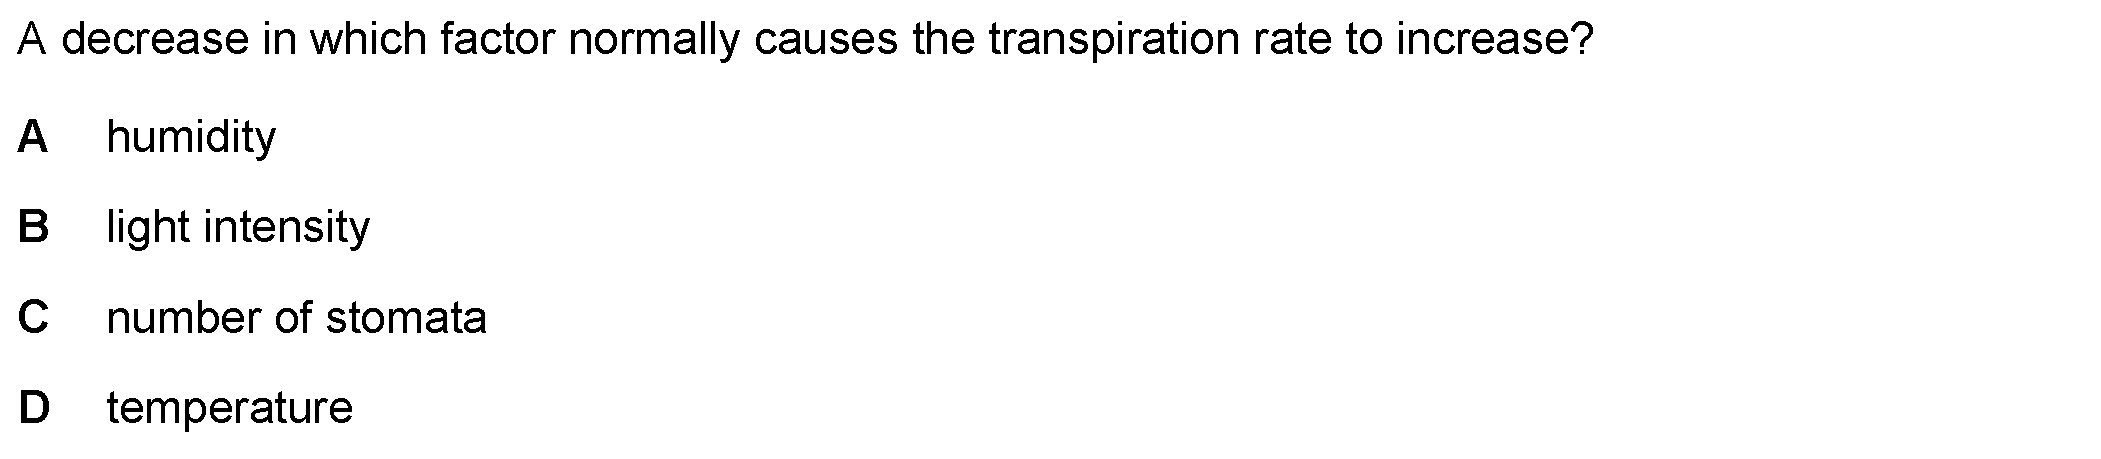 A decrease in which factor normally causes the transpiration rate to increase?
A humidity
B light intensity
C number of stomata
D temperature